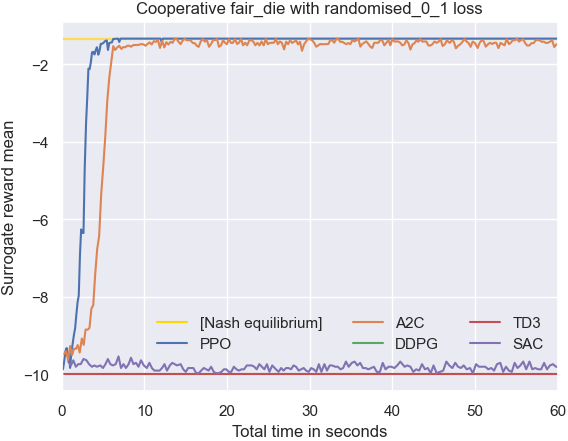 Cooperative fair_die with randomised_0_1 loss
Surrogate reward mean
−2
−4
−6
−8
−10
[Nash equilibrium]
PPO
A2C
DDPG
TD3
SAC
0 10 20 30 40 50 60
Total time in seconds